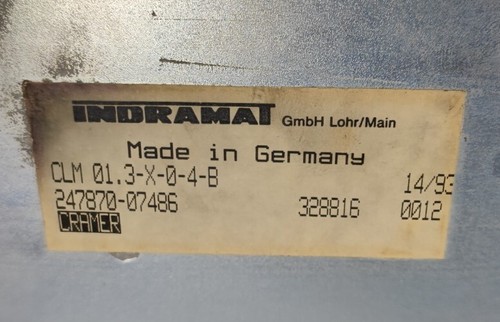 INDRAMAT GmbH Lohr/Main
Made in Germany
CLM 01.3-X-0-4-B 14/93
247870-07486 328816 0012
CRAMER